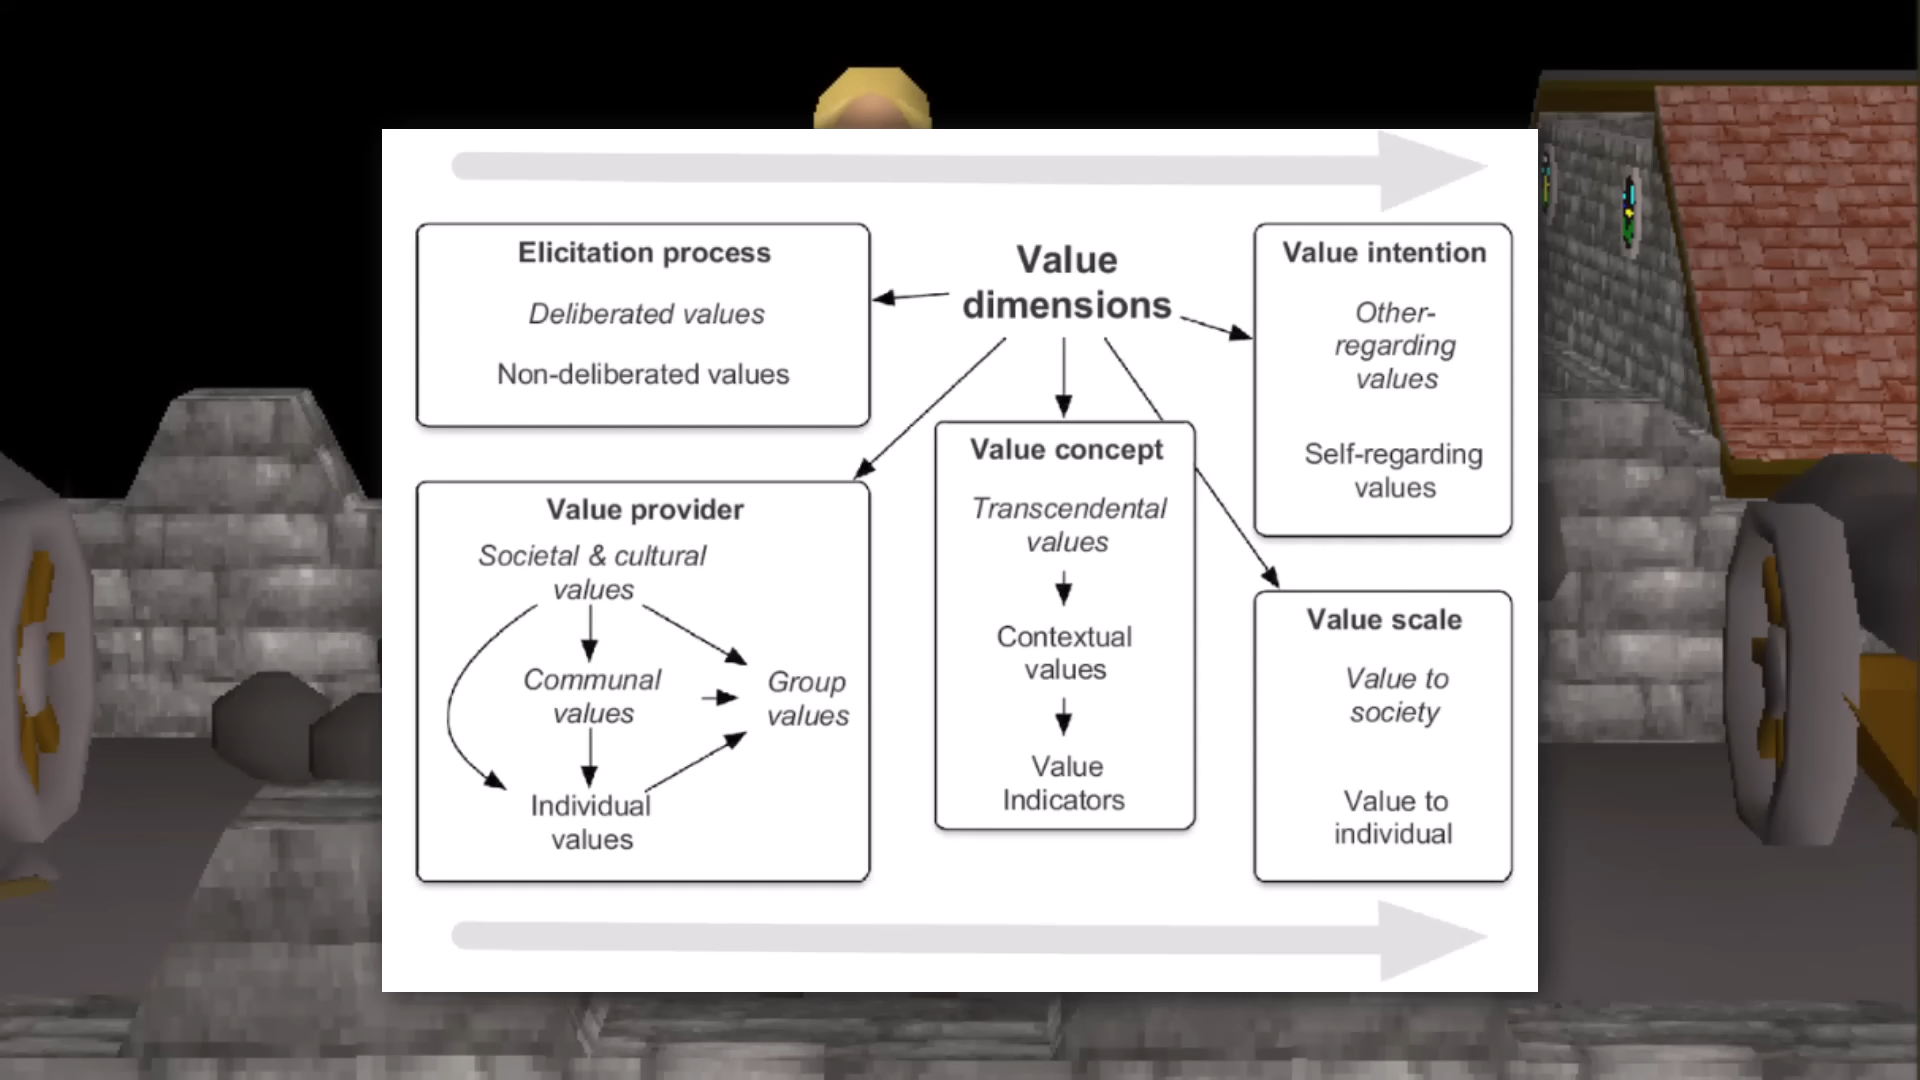 Elicitation process
Deliberated values
Non-deliberated values
Value
dimensions
Value intention
Other-
regarding
values
Self-regarding
values
Value provider
Societal & cultural
values
Communal
values
Group
values
Individual
values
Value concept
Transcendental
values
Contextual
values
Value
Indicators
Value scale
Value to
society
Value to
individual